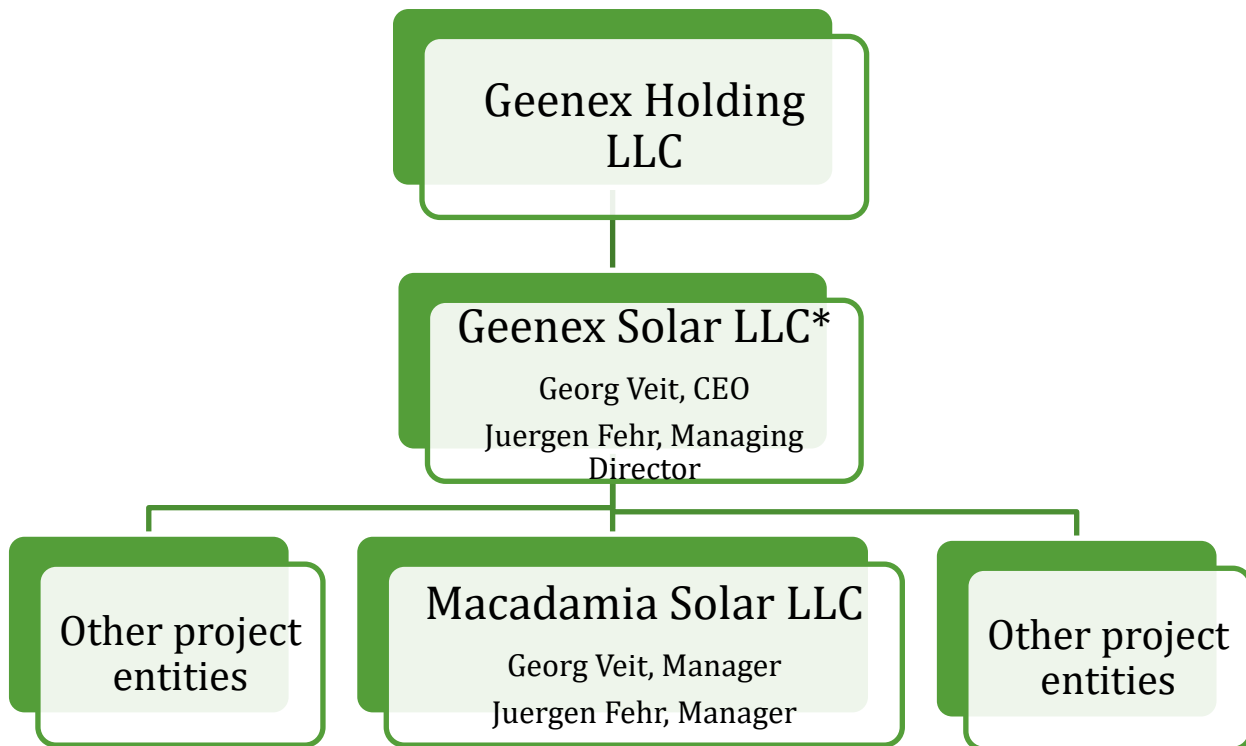 Geenex Holding
LLC
Geenex Solar LLC*
Georg Veit, CEO
Juergen Fehr, Managing
Director
Other project
entities
Macadamia Solar LLC
Georg Veit, Manager
Juergen Fehr, Manager
Other project
entities